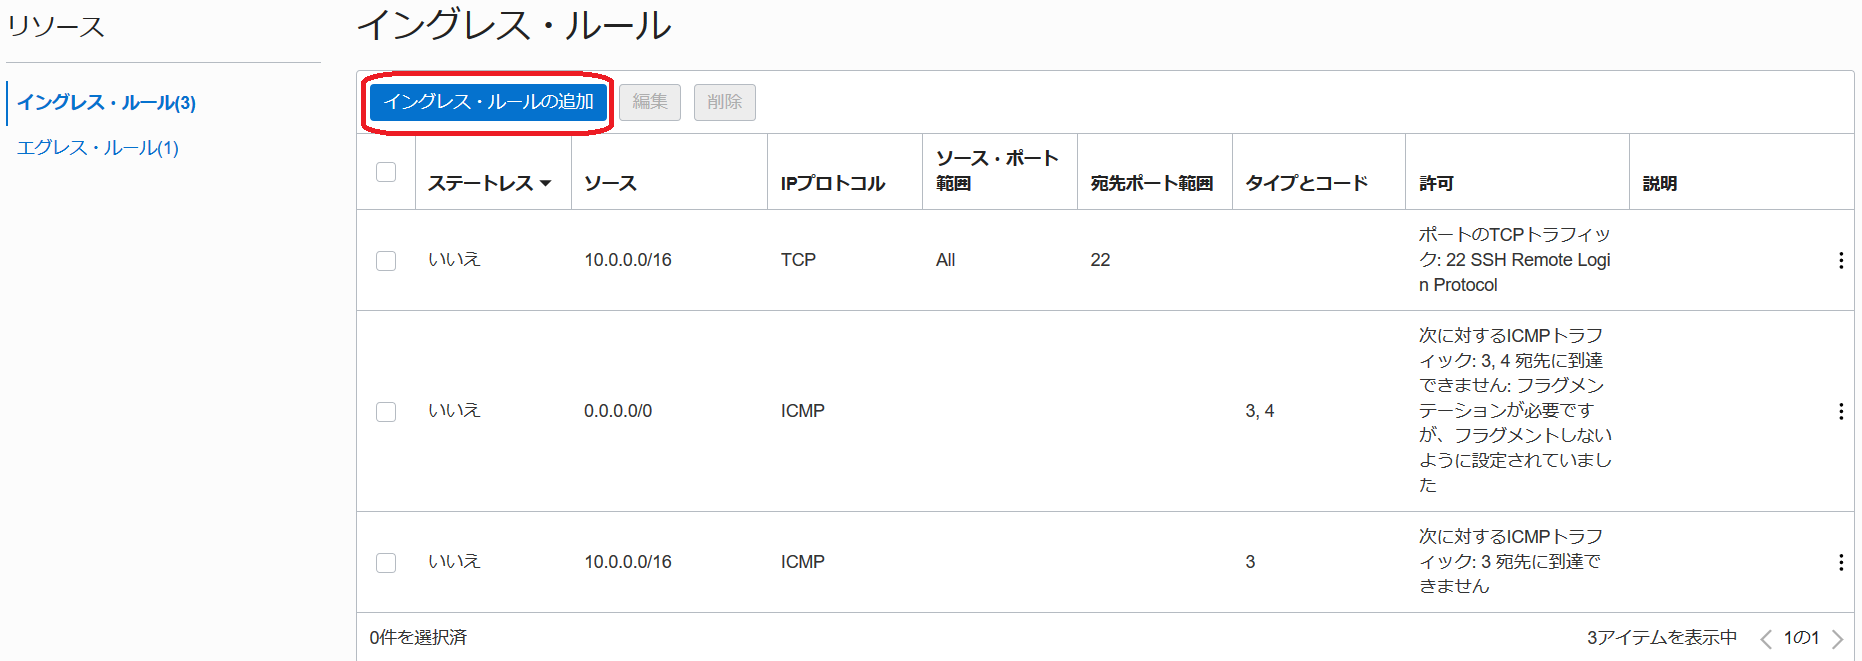 リソース
イングレス・ルール(3)
エグレス・ルール(1)
イングレス・ルール
イングレス・ルールの追加
編集
削除
ステートレス
ソース
IPプロトコル
ソース・ポート
範囲
宛先ポート範囲
タイプとコード
許可
説明
いいえ
10.0.0.0/16
TCP
All
22
ポートのTCPトラフィッ
ク: 22 SSH Remote Logi
n Protocol
いいえ
0.0.0.0/0
ICMP
3, 4
次に対するICMPトラフ
ィック: 3, 4 宛先に到達
できません: フラグメン
テーションが必要です
が、フラグメントしない
ように設定されていまし
た
いいえ
10.0.0.0/16
ICMP
3
次に対するICMPトラフ
ィック: 3 宛先に到達で
きません
0件を選択済
3アイテムを表示中
1の1